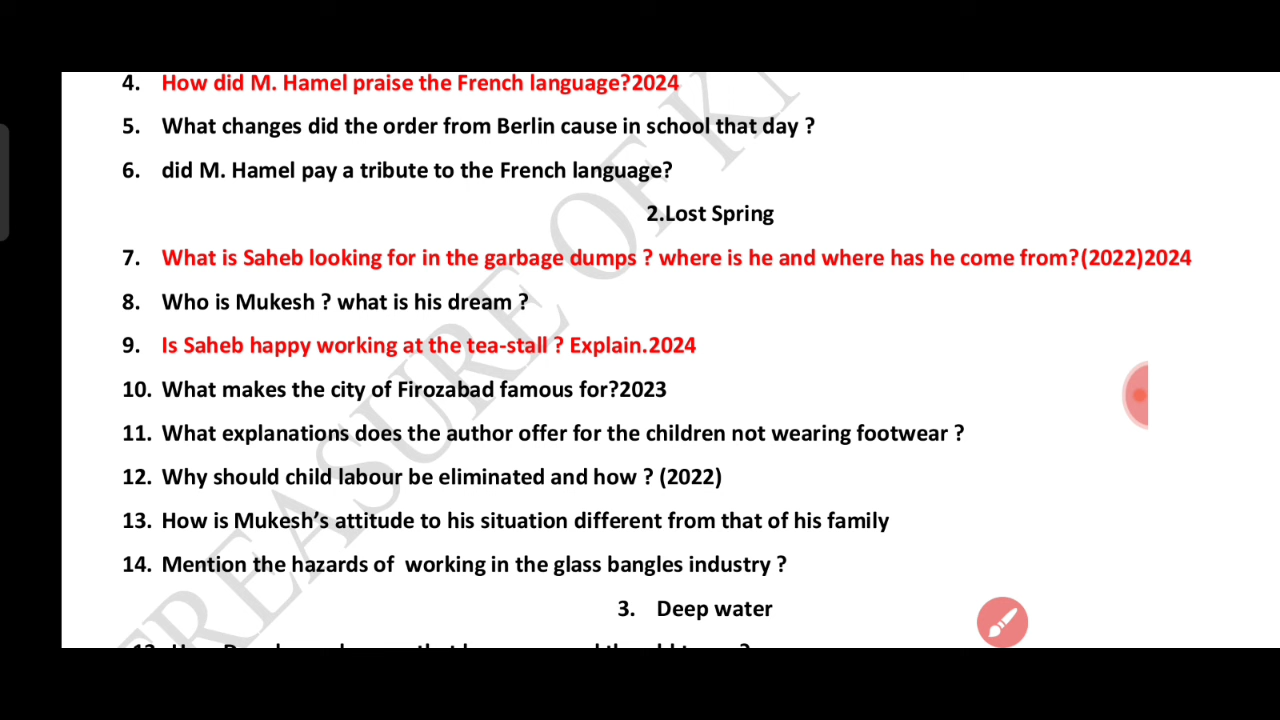 4. How did M. Hamel praise the French language?2024
5. What changes did the order from Berlin cause in school that day ?
6. did M. Hamel pay a tribute to the French language?
2.Lost Spring
7. What is Saheb looking for in the garbage dumps ? where is he and where has he come from?(2022)2024
8. Who is Mukesh ? what is his dream ?
9. Is Saheb happy working at the tea-stall ? Explain.2024
10. What makes the city of Firozabad famous for?2023
11. What explanations does the author offer for the children not wearing footwear ?
12. Why should child labour be eliminated and how ? (2022)
13. How is Mukesh’s attitude to his situation different from that of his family
14. Mention the hazards of  working in the glass bangles industry ?
3. Deep water
TREASURE OF